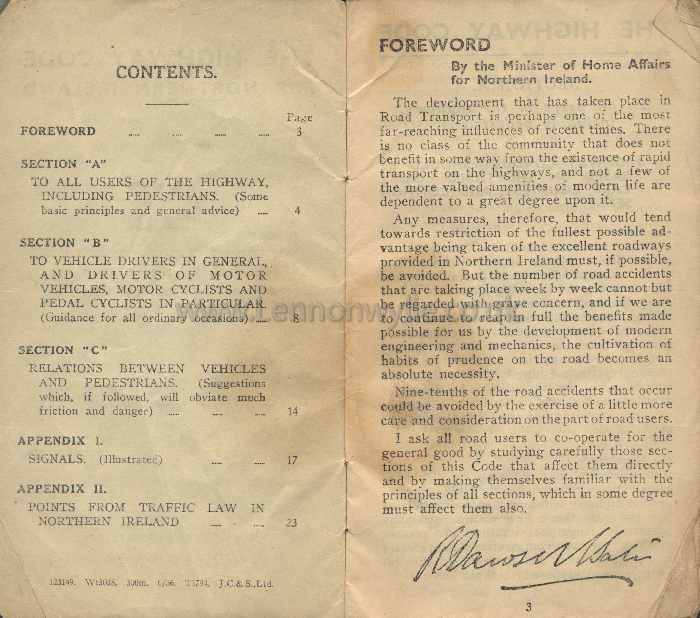 CONTENTS.
Page
FOREWORD ..... ..... ..... ..... 3
SECTION "A"
TO ALL USERS OF THE HIGHWAY,
INCLUDING PEDESTRIANS. (Some
basic principles and general advice) ..... 4
SECTION "B"
TO VEHICLE DRIVERS IN GENERAL,
AND DRIVERS OF MOTOR
VEHICLES, MOTOR CYCLISTS AND
PEDAL CYCLISTS IN PARTICULAR.
(Guidance for all ordinary occasions) ..... 8
SECTION "C"
RELATIONS BETWEEN VEHICLES
AND PEDESTRIANS. (Suggestions
which, if followed, will obviate much
friction and danger) ..... ..... ..... 14
APPENDIX I.
SIGNALS. (Illustrated) ..... ..... 17
APPENDIX II.
POINTS FROM TRAFFIC LAW IN
NORTHERN IRELAND ..... ..... 23
123149. Wt5038. 300m. 6/36. T1794. J.C.&S.,Ltd.
FOREWORD
By the Minister of Home Affairs
for Northern Ireland.
The development that has taken place in
Road Transport is perhaps one of the most
far-reaching influences of recent times. There
is no class of the community that does not
benefit in some way from the existence of rapid
transport on the highways, and not a few of
the more valued amenities of modern life are
dependent to a great degree upon it.
Any measures, therefore, that would tend
towards restriction of the fullest possible ad-
vantage being taken of the excellent roadways
provided in Northern Ireland must, if possible,
be avoided. But the number of road accidents
that are taking place week by week cannot but
be regarded with grave concern, and if we are
to continue to reap in full the benefits made
possible for us by the development of modern
engineering and mechanics, the cultivation of
habits of prudence on the road becomes an
absolute necessity.
Nine-tenths of the road accidents that occur
could be avoided by the exercise of a little more
care and consideration on the part of road users.
I ask all road users to co-operate for the
general good by studying carefully those sec-
tions of this Code that affect them directly
and by making themselves familiar with the
principles of all sections, which in some degree
must affect them also.
3